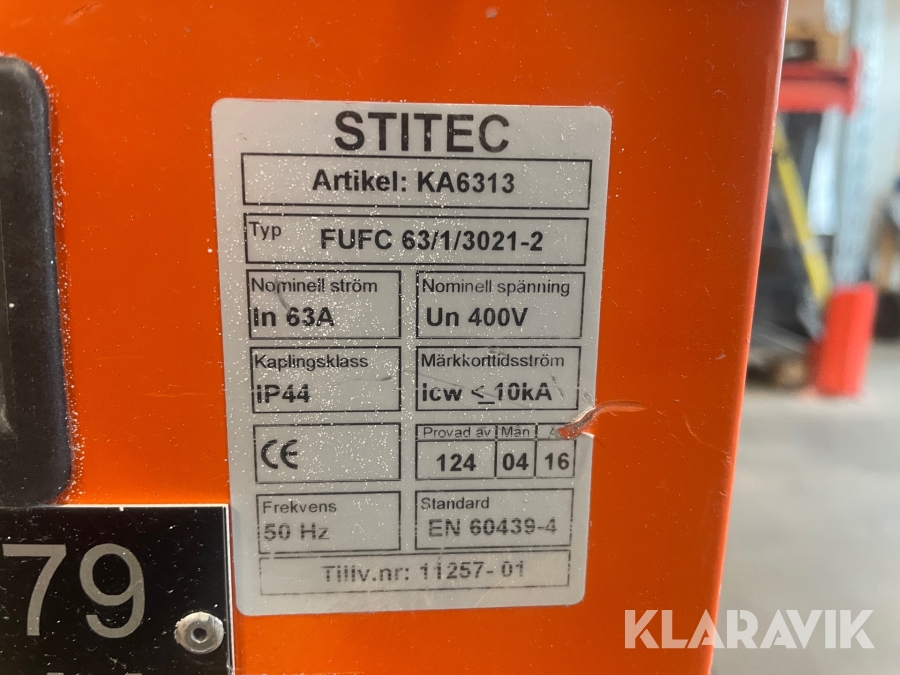 STITEC
Artikel: KA6313
Typ FUFC 63/1/3021-2
Nominell ström Nominell spänning
In 63A Un 400V
Kaplingsklass Märkkorttidsström
IP44 icw ≤ 10kA
CE Provad av Mån
124 04 16
Frekvens Standard
50 Hz EN 60439-4
Tillv.nr: 11257-01
79
KLARAVIK